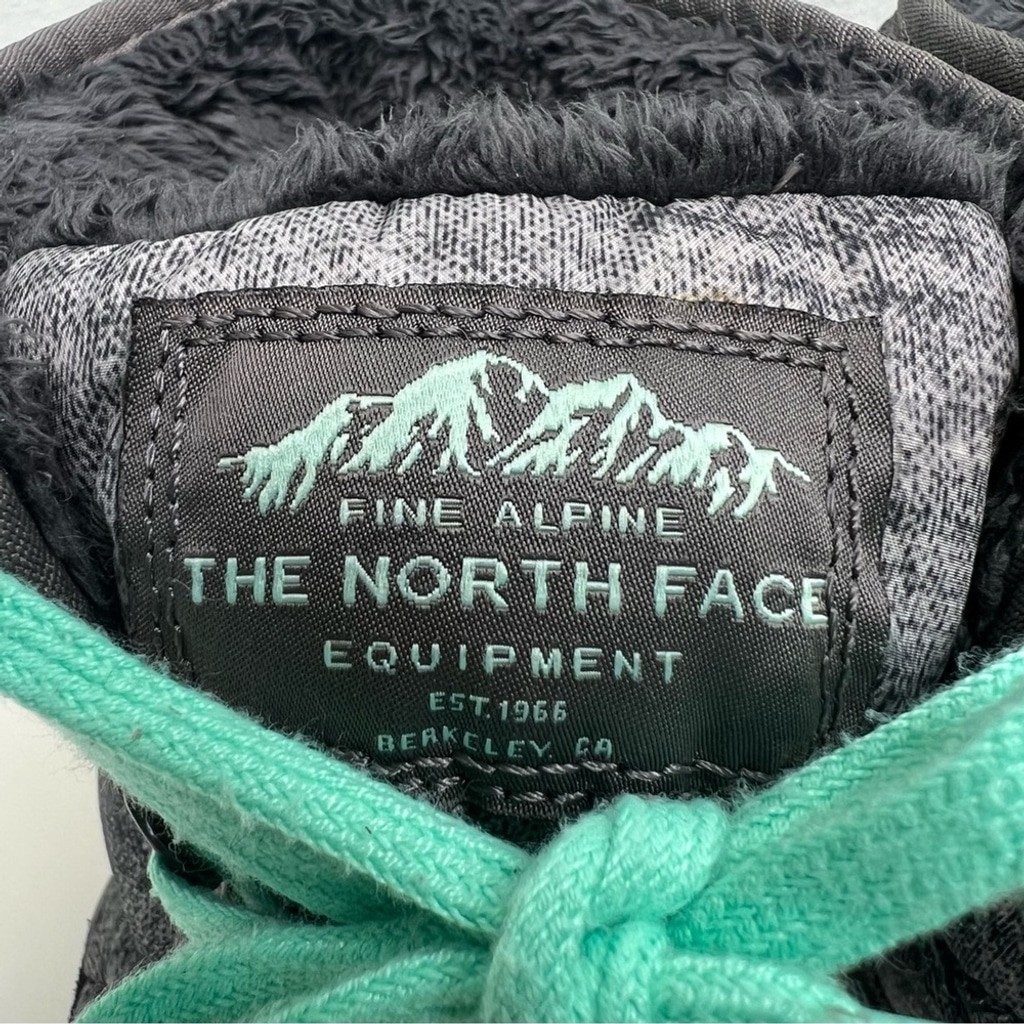 FINE ALPINE
THE NORTH FACE
EQUIPMENT
EST. 1966
BERKELEY, CA